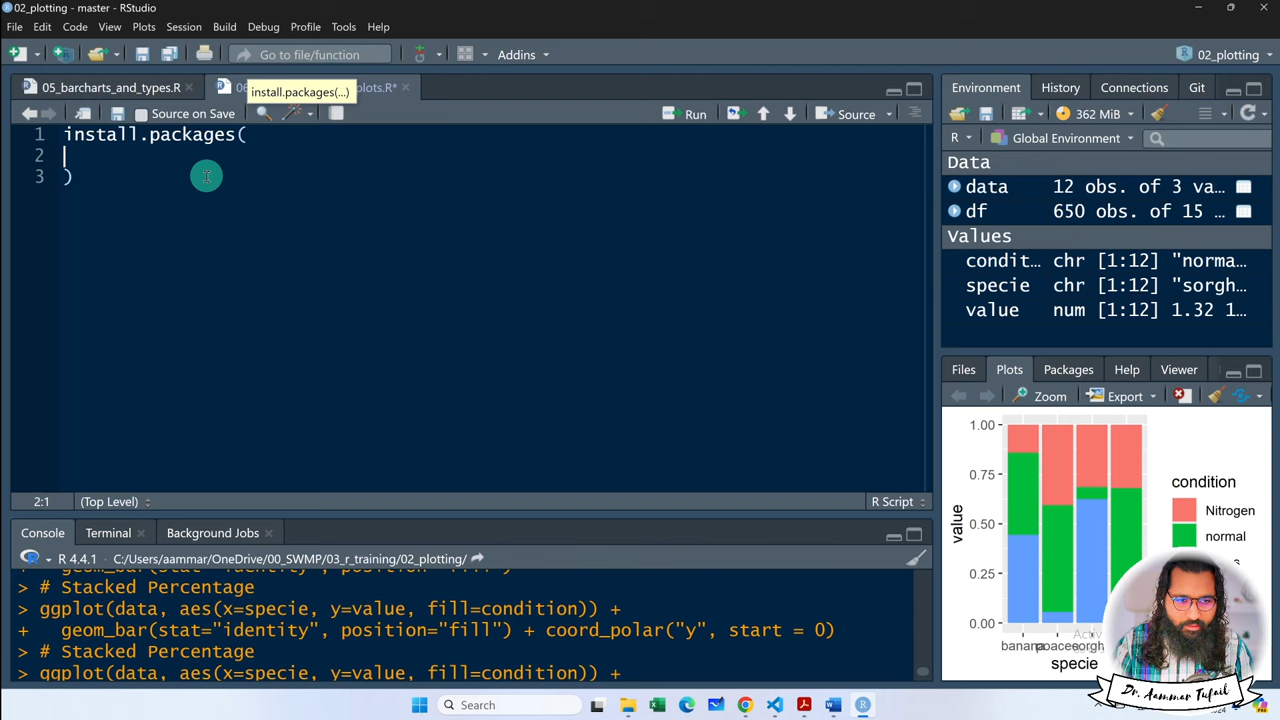 02_plotting - master - RStudio
File Edit Code View Plots Session Build Debug Profile Tools Help
Go to file/function Addins 02_plotting
05_barcharts_and_types.R plots.R*
install.packages(...)
Source on Save Run Source
1 install.packages(
2
3 )
2:1 (Top Level) R Script
Console Terminal Background Jobs
R 4.4.1 · C:/Users/aammar/OneDrive/00_SWMP/03_r_training/02_plotting/
> # Stacked Percentage
> ggplot(data, aes(x=specie, y=value, fill=condition)) +
+ geom_bar(stat="identity", position="fill") + coord_polar("y", start = 0)
> # Stacked Percentage
> ggplot(data, aes(x=specie, y=value, fill=condition)) +
Environment History Connections Git
362 MiB
R Global Environment
Data
data 12 obs. of 3 va...
df 650 obs. of 15 ...
Values
condit... chr [1:12] "norma...
specie chr [1:12] "sorgh...
value num [1:12] 1.32 1...
Files Plots Packages Help Viewer
Zoom Export
1.00
0.75
0.50
0.25
0.00
value
banana poacee sorgh
specie
condition
Nitrogen
normal
Dr. Aammar Tufail
Search